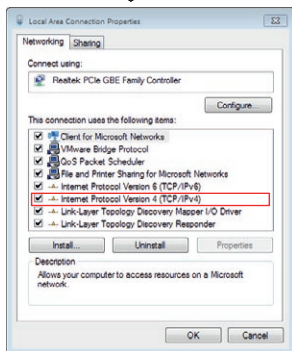 Local Area Connection Properties
Networking
Sharing
Connect using:
Realtek PCIe GBE Family Controller
Configure...
This connection uses the following items:
Client for Microsoft Networks
VMware Bridge Protocol
QoS Packet Scheduler
File and Printer Sharing for Microsoft Networks
Internet Protocol Version 6 (TCP/IPv6)
Internet Protocol Version 4 (TCP/IPv4)
Link-Layer Topology Discovery Mapper I/O Driver
Link-Layer Topology Discovery Responder
Install...
Uninstall
Properties
Description
Allows your computer to access resources on a Microsoft
network.
OK
Cancel